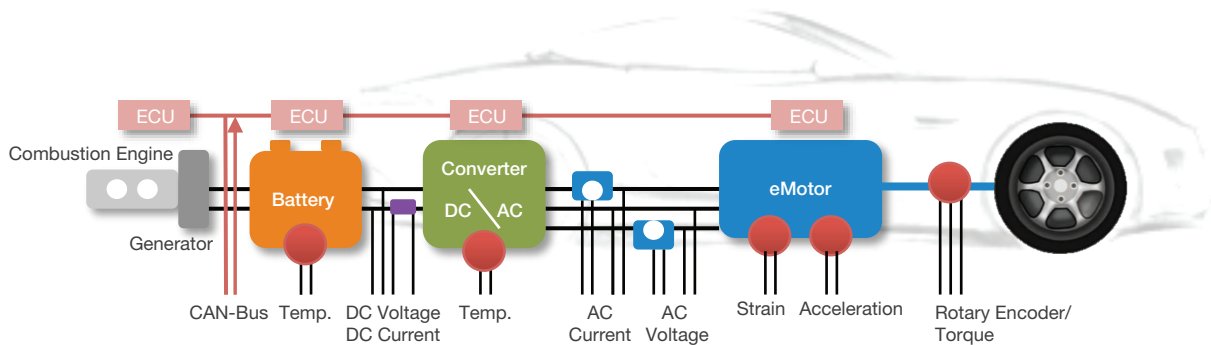 ECU
ECU
ECU
ECU
Combustion Engine
Generator
Battery
Converter
DC
AC
eMotor
CAN-Bus
Temp.
DC Voltage
DC Current
Temp.
AC
Current
AC
Voltage
Strain
Acceleration
Rotary Encoder/
Torque